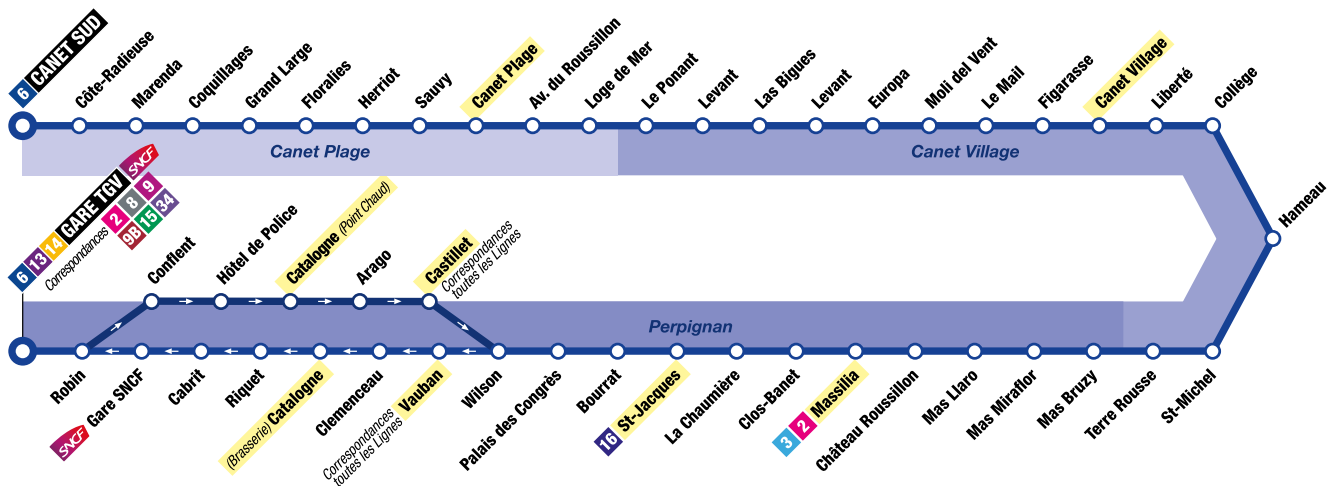 6 CANET SUD
Côte-Radieuse
Marenda
Coquillages
Grand Large
Floralies
Herriot
Sauvy
Canet Plage
Av. du Roussillon
Loge de Mer
Le Ponant
Levant
Las Bigues
Levant
Europa
Moli del Vent
Le Mail
Figarasse
Canet Village
Liberté
Collège
Canet Plage
Canet Village
Hameau
6 13 14 GARE TGV SNCF
Correspondances 2 8 9
9B 15 34
Conflent
Hôtel de Police
Catalogne (Point Chaud)
Arago
Castillet
Correspondances
toutes les Lignes
Perpignan
Robin
SNCF Gare SNCF
Cabrit
Riquet
(Brasserie) Catalogne
Clemenceau
Vauban
Correspondances
toutes les Lignes
Wilson
Palais des Congrès
Bourrat
16 St-Jacques
La Chaumière
Clos-Banet
3 2 Massilia
Château Roussillon
Mas Llaro
Mas Miraflor
Mas Bruzy
Terre Rousse
St-Michel